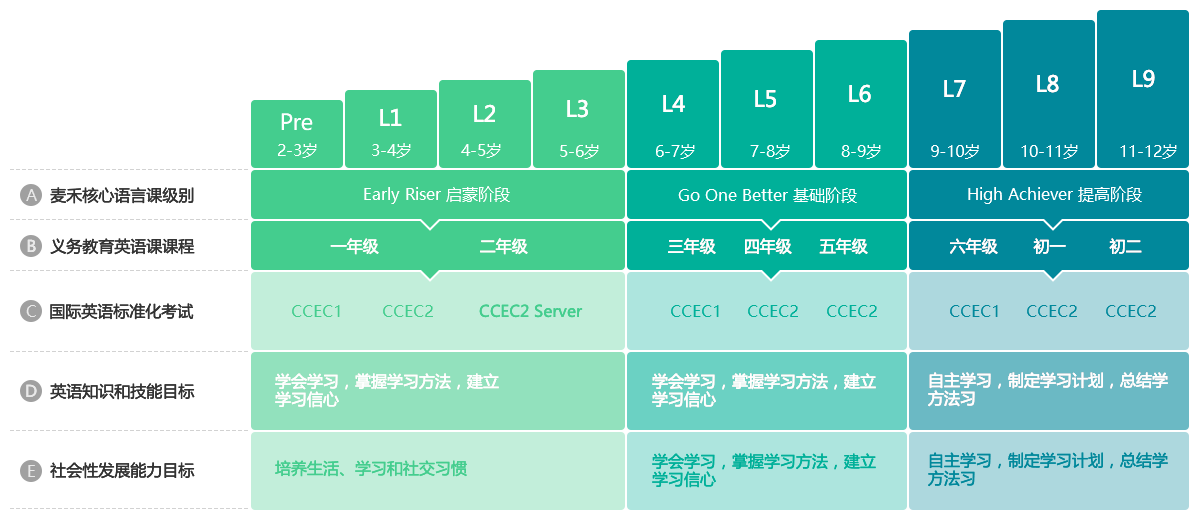 Pre
2-3岁
L1
3-4岁
L2
4-5岁
L3
5-6岁
L4
6-7岁
L5
7-8岁
L6
8-9岁
L7
9-10岁
L8
10-11岁
L9
11-12岁
A 麦禾核心语言课级别
Early Riser 启蒙阶段
Go One Better 基础阶段
High Achiever 提高阶段
B 义务教育英语课课程
一年级 二年级
三年级 四年级 五年级
六年级 初一 初二
C 国际英语标准化考试
CCEC1 CCEC2 CCEC2 Server
CCEC1 CCEC2 CCEC2
CCEC1 CCEC2 CCEC2
D 英语知识和技能目标
学会学习，掌握学习方法，建立
学习信心
学会学习，掌握学习方法，建立
学习信心
自主学习，制定学习计划，总结学
方法习
E 社会性发展能力目标
培养生活、学习和社交习惯
学会学习，掌握学习方法，建立
学习信心
自主学习，制定学习计划，总结学
方法习